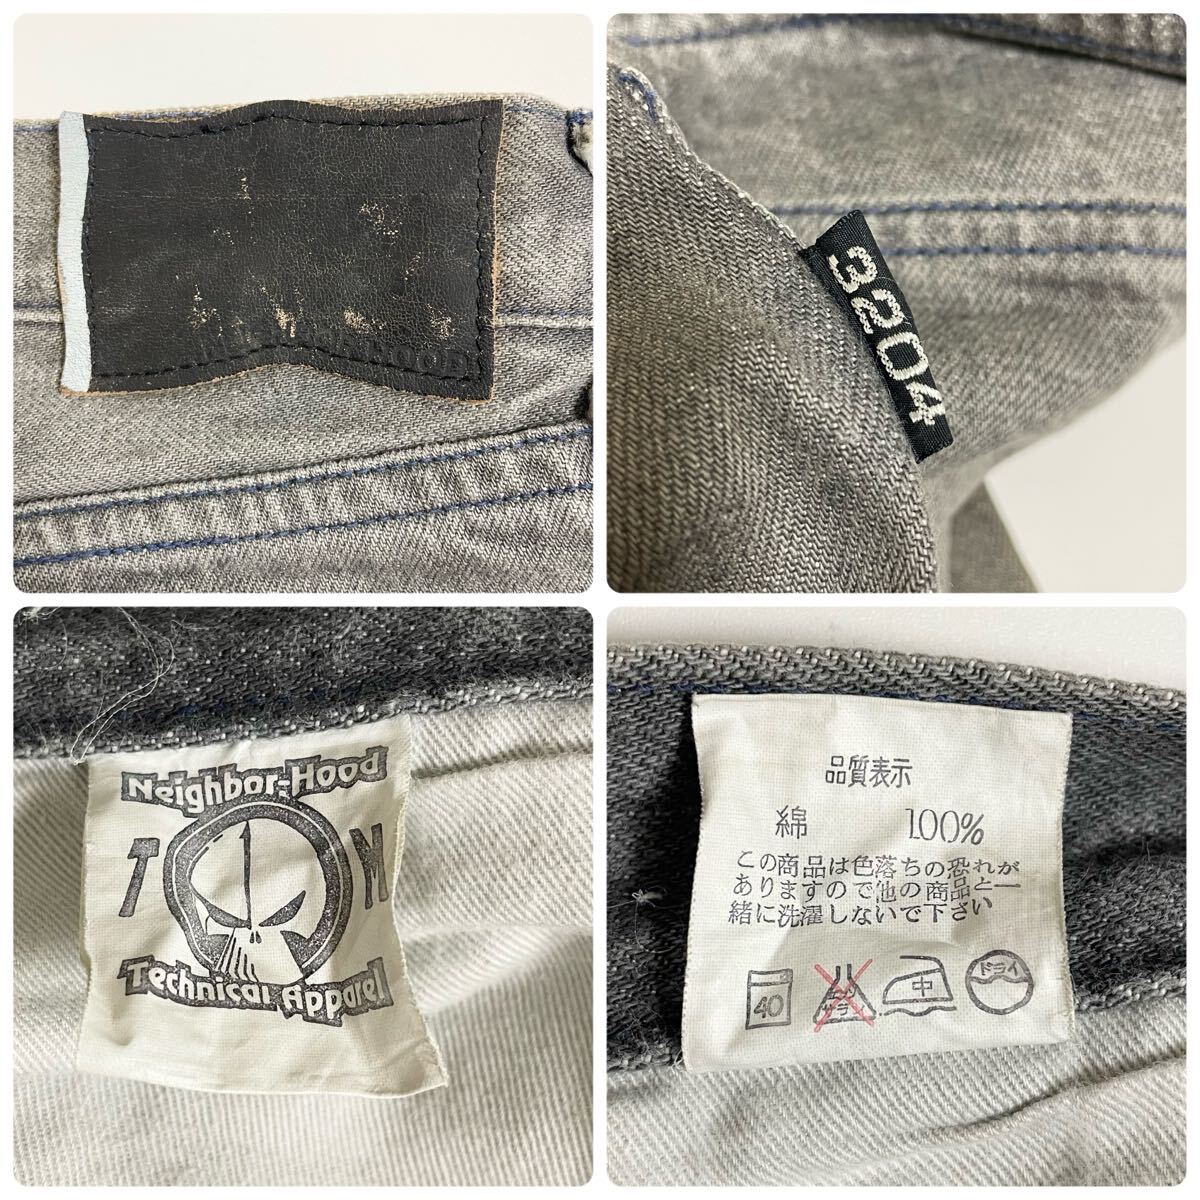 3204
Neighbor-Hood
T M
Technical Apparel
品質表示
綿 100%
この商品は色落ちの恐れが
ありますので他の商品と一
緒に洗濯しないで下さい
40
中
ドライ